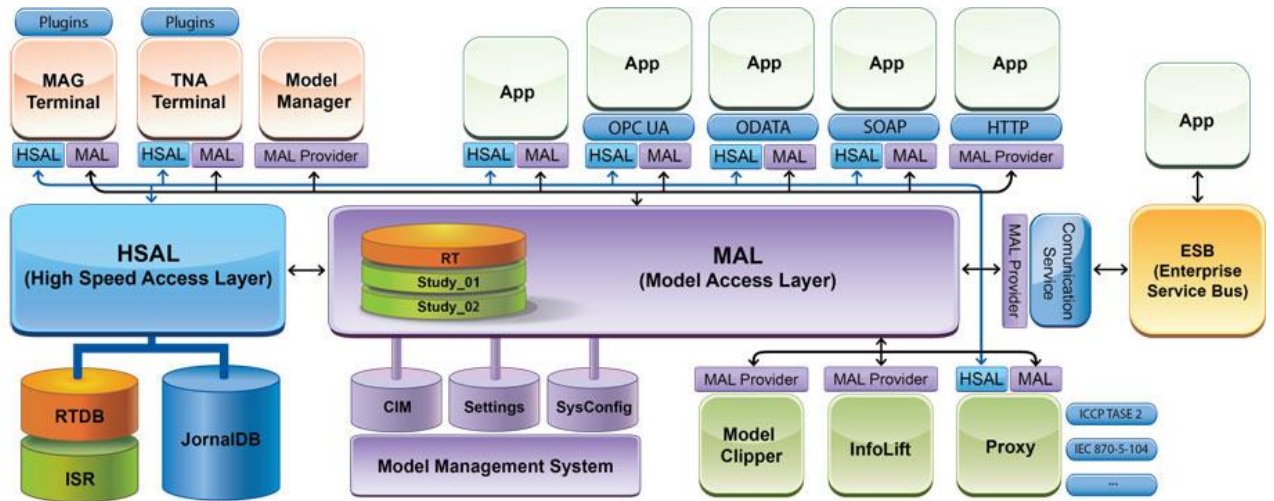 Plugins
Plugins
MAG
Terminal
TNA
Terminal
Model
Manager
App
App
App
App
App
App
OPC UA
ODATA
SOAP
HTTP
HSAL
MAL
HSAL
MAL
MAL Provider
HSAL
MAL
HSAL
MAL
HSAL
MAL
HSAL
MAL
MAL Provider
HSAL
(High Speed Access Layer)
RT
Study_01
Study_02
MAL
(Model Access Layer)
MAL Provider
Comunication
Service
ESB
(Enterprise
Service Bus)
RTDB
ISR
JornalDB
CIM
Settings
SysConfig
Model Management System
MAL Provider
MAL Provider
HSAL
MAL
Model
Clipper
InfoLift
Proxy
ICCP TASE 2
IEC 870-5-104
...